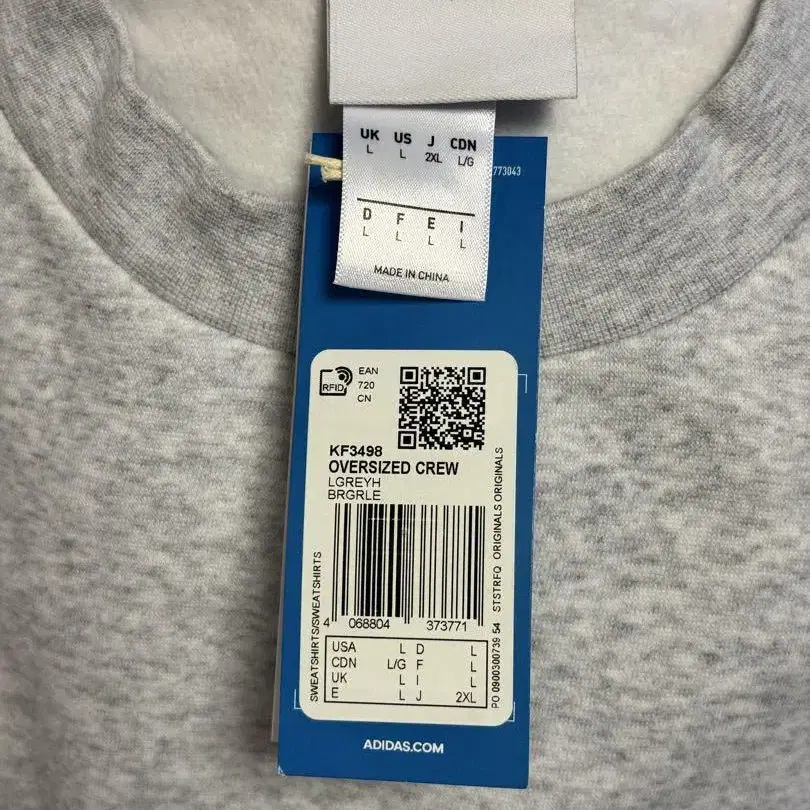 UK US J CDN
L L 2XL L/G
773043
D F E I
L L L L
MADE IN CHINA
RFID
EAN
720
CN
KF3498
OVERSIZED CREW
LGREYH
BRGRLE
4 068804 373771
SWEATSHIRTS/SWEATSHIRTS
PO 0900300739 54 STSTRFQ ORIGINALS ORIGINALS
USA L D L
CDN L/G F L
UK L I L
E L J 2XL
ADIDAS.COM